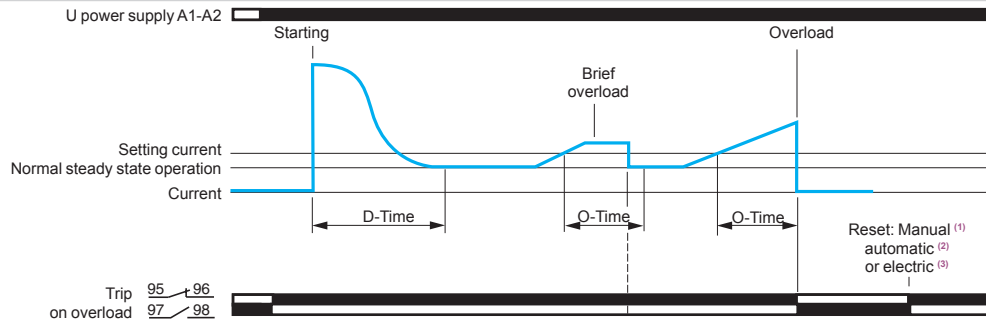 U power supply A1-A2
Starting
Overload
Brief
overload
Setting current
Normal steady state operation
Current
D-Time
O-Time
O-Time
Reset: Manual (1)
automatic (2)
or electric (3)
Trip 95 96
on overload 97 98